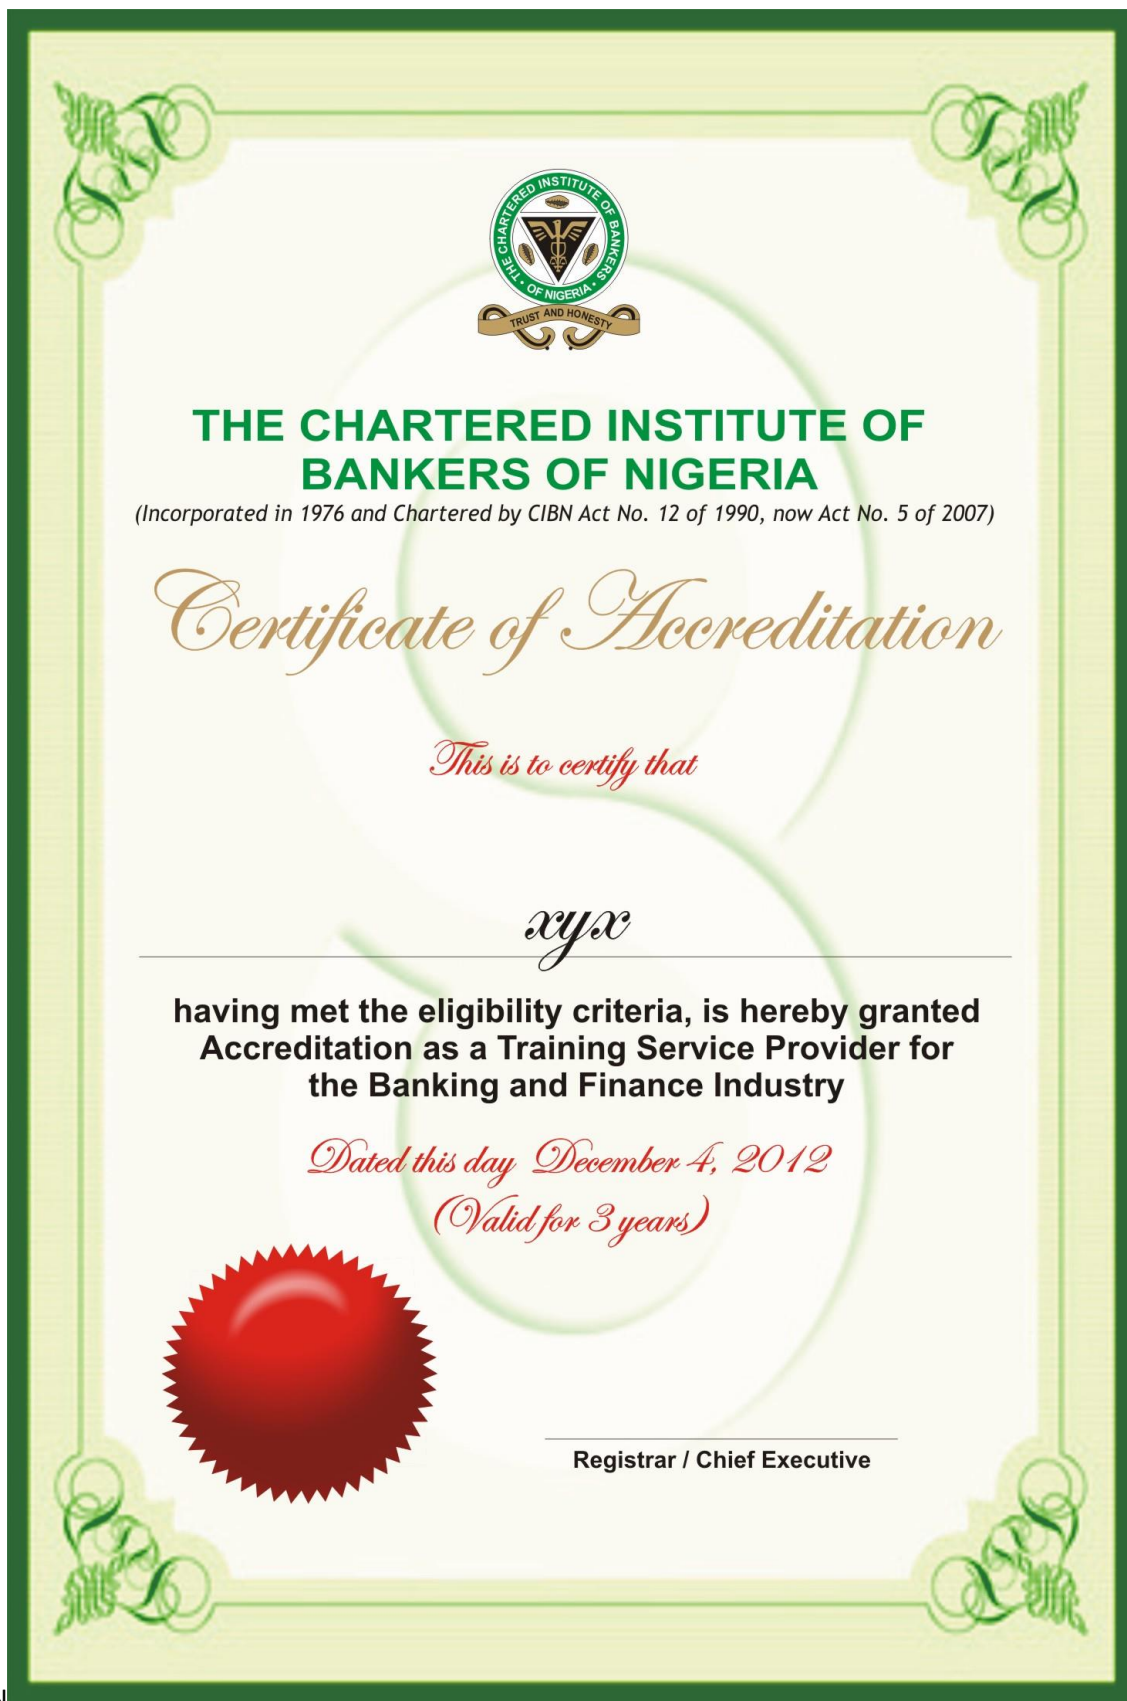 THE CHARTERED INSTITUTE OF BANKERS
OF NIGERIA
TRUST AND HONESTY
THE CHARTERED INSTITUTE OF
BANKERS OF NIGERIA
(Incorporated in 1976 and Chartered by CIBN Act No. 12 of 1990, now Act No. 5 of 2007)
Certificate of Accreditation
This is to certify that
xyx
having met the eligibility criteria, is hereby granted
Accreditation as a Training Service Provider for
the Banking and Finance Industry
Dated this day December 4, 2012
(Valid for 3 years)
Registrar / Chief Executive